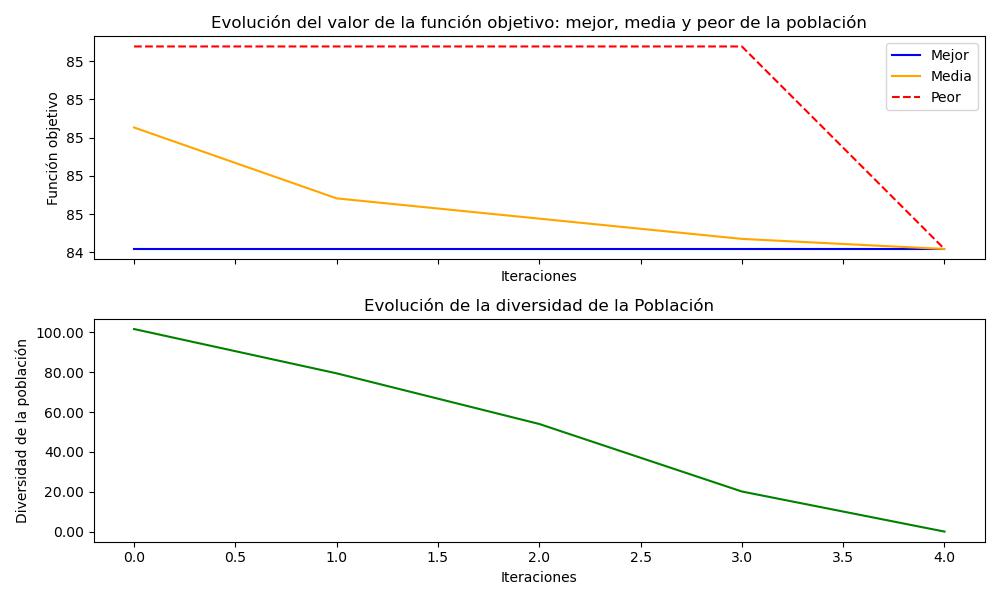 Evolución del valor de la función objetivo: mejor, media y peor de la población
Función objetivo
85
85
85
85
85
84
Mejor
Media
Peor
Iteraciones
Evolución de la diversidad de la Población
Diversidad de la población
100.00
80.00
60.00
40.00
20.00
0.00
0.0 0.5 1.0 1.5 2.0 2.5 3.0 3.5 4.0
Iteraciones